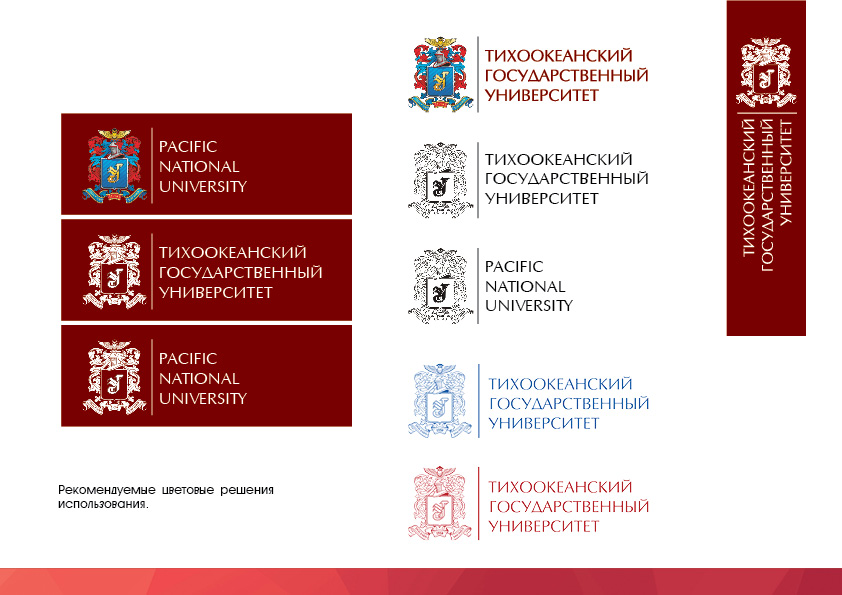 PACIFIC
NATIONAL
UNIVERSITY
ТИХООКЕАНСКИЙ
ГОСУДАРСТВЕННЫЙ
УНИВЕРСИТЕТ
PACIFIC
NATIONAL
UNIVERSITY
Рекомендуемые цветовые решения
использования.
ТИХООКЕАНСКИЙ
ГОСУДАРСТВЕННЫЙ
УНИВЕРСИТЕТ
ТИХООКЕАНСКИЙ
ГОСУДАРСТВЕННЫЙ
УНИВЕРСИТЕТ
PACIFIC
NATIONAL
UNIVERSITY
ТИХООКЕАНСКИЙ
ГОСУДАРСТВЕННЫЙ
УНИВЕРСИТЕТ
ТИХООКЕАНСКИЙ
ГОСУДАРСТВЕННЫЙ
УНИВЕРСИТЕТ
ТИХООКЕАНСКИЙ
ГОСУДАРСТВЕННЫЙ
УНИВЕРСИТЕТ